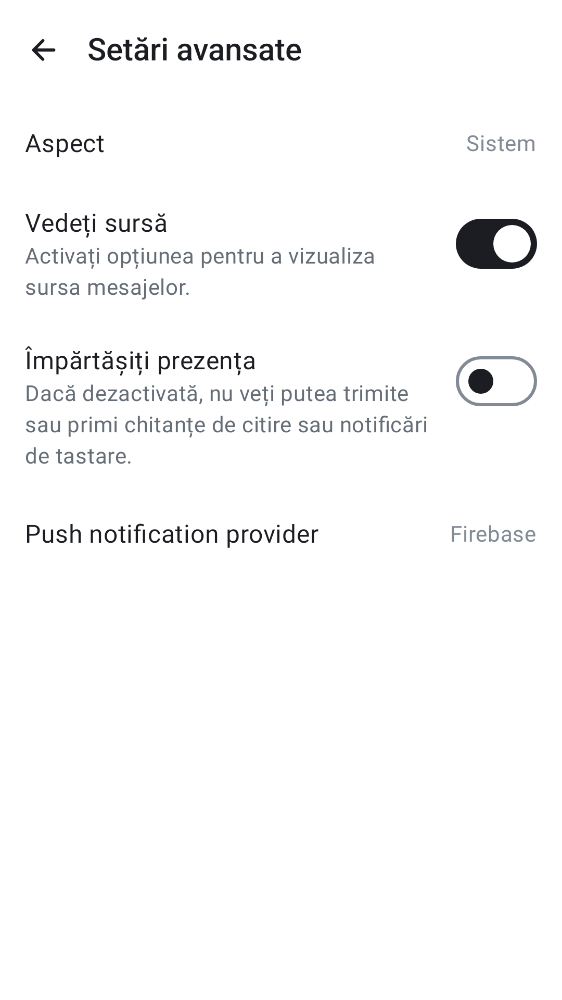 Setări avansate
Aspect
Sistem
Vedeți sursă
Activați opțiunea pentru a vizualiza
sursa mesajelor.
Împărtășiți prezența
Dacă dezactivată, nu veți putea trimite
sau primi chitanțe de citire sau notificări
de tastare.
Push notification provider
Firebase